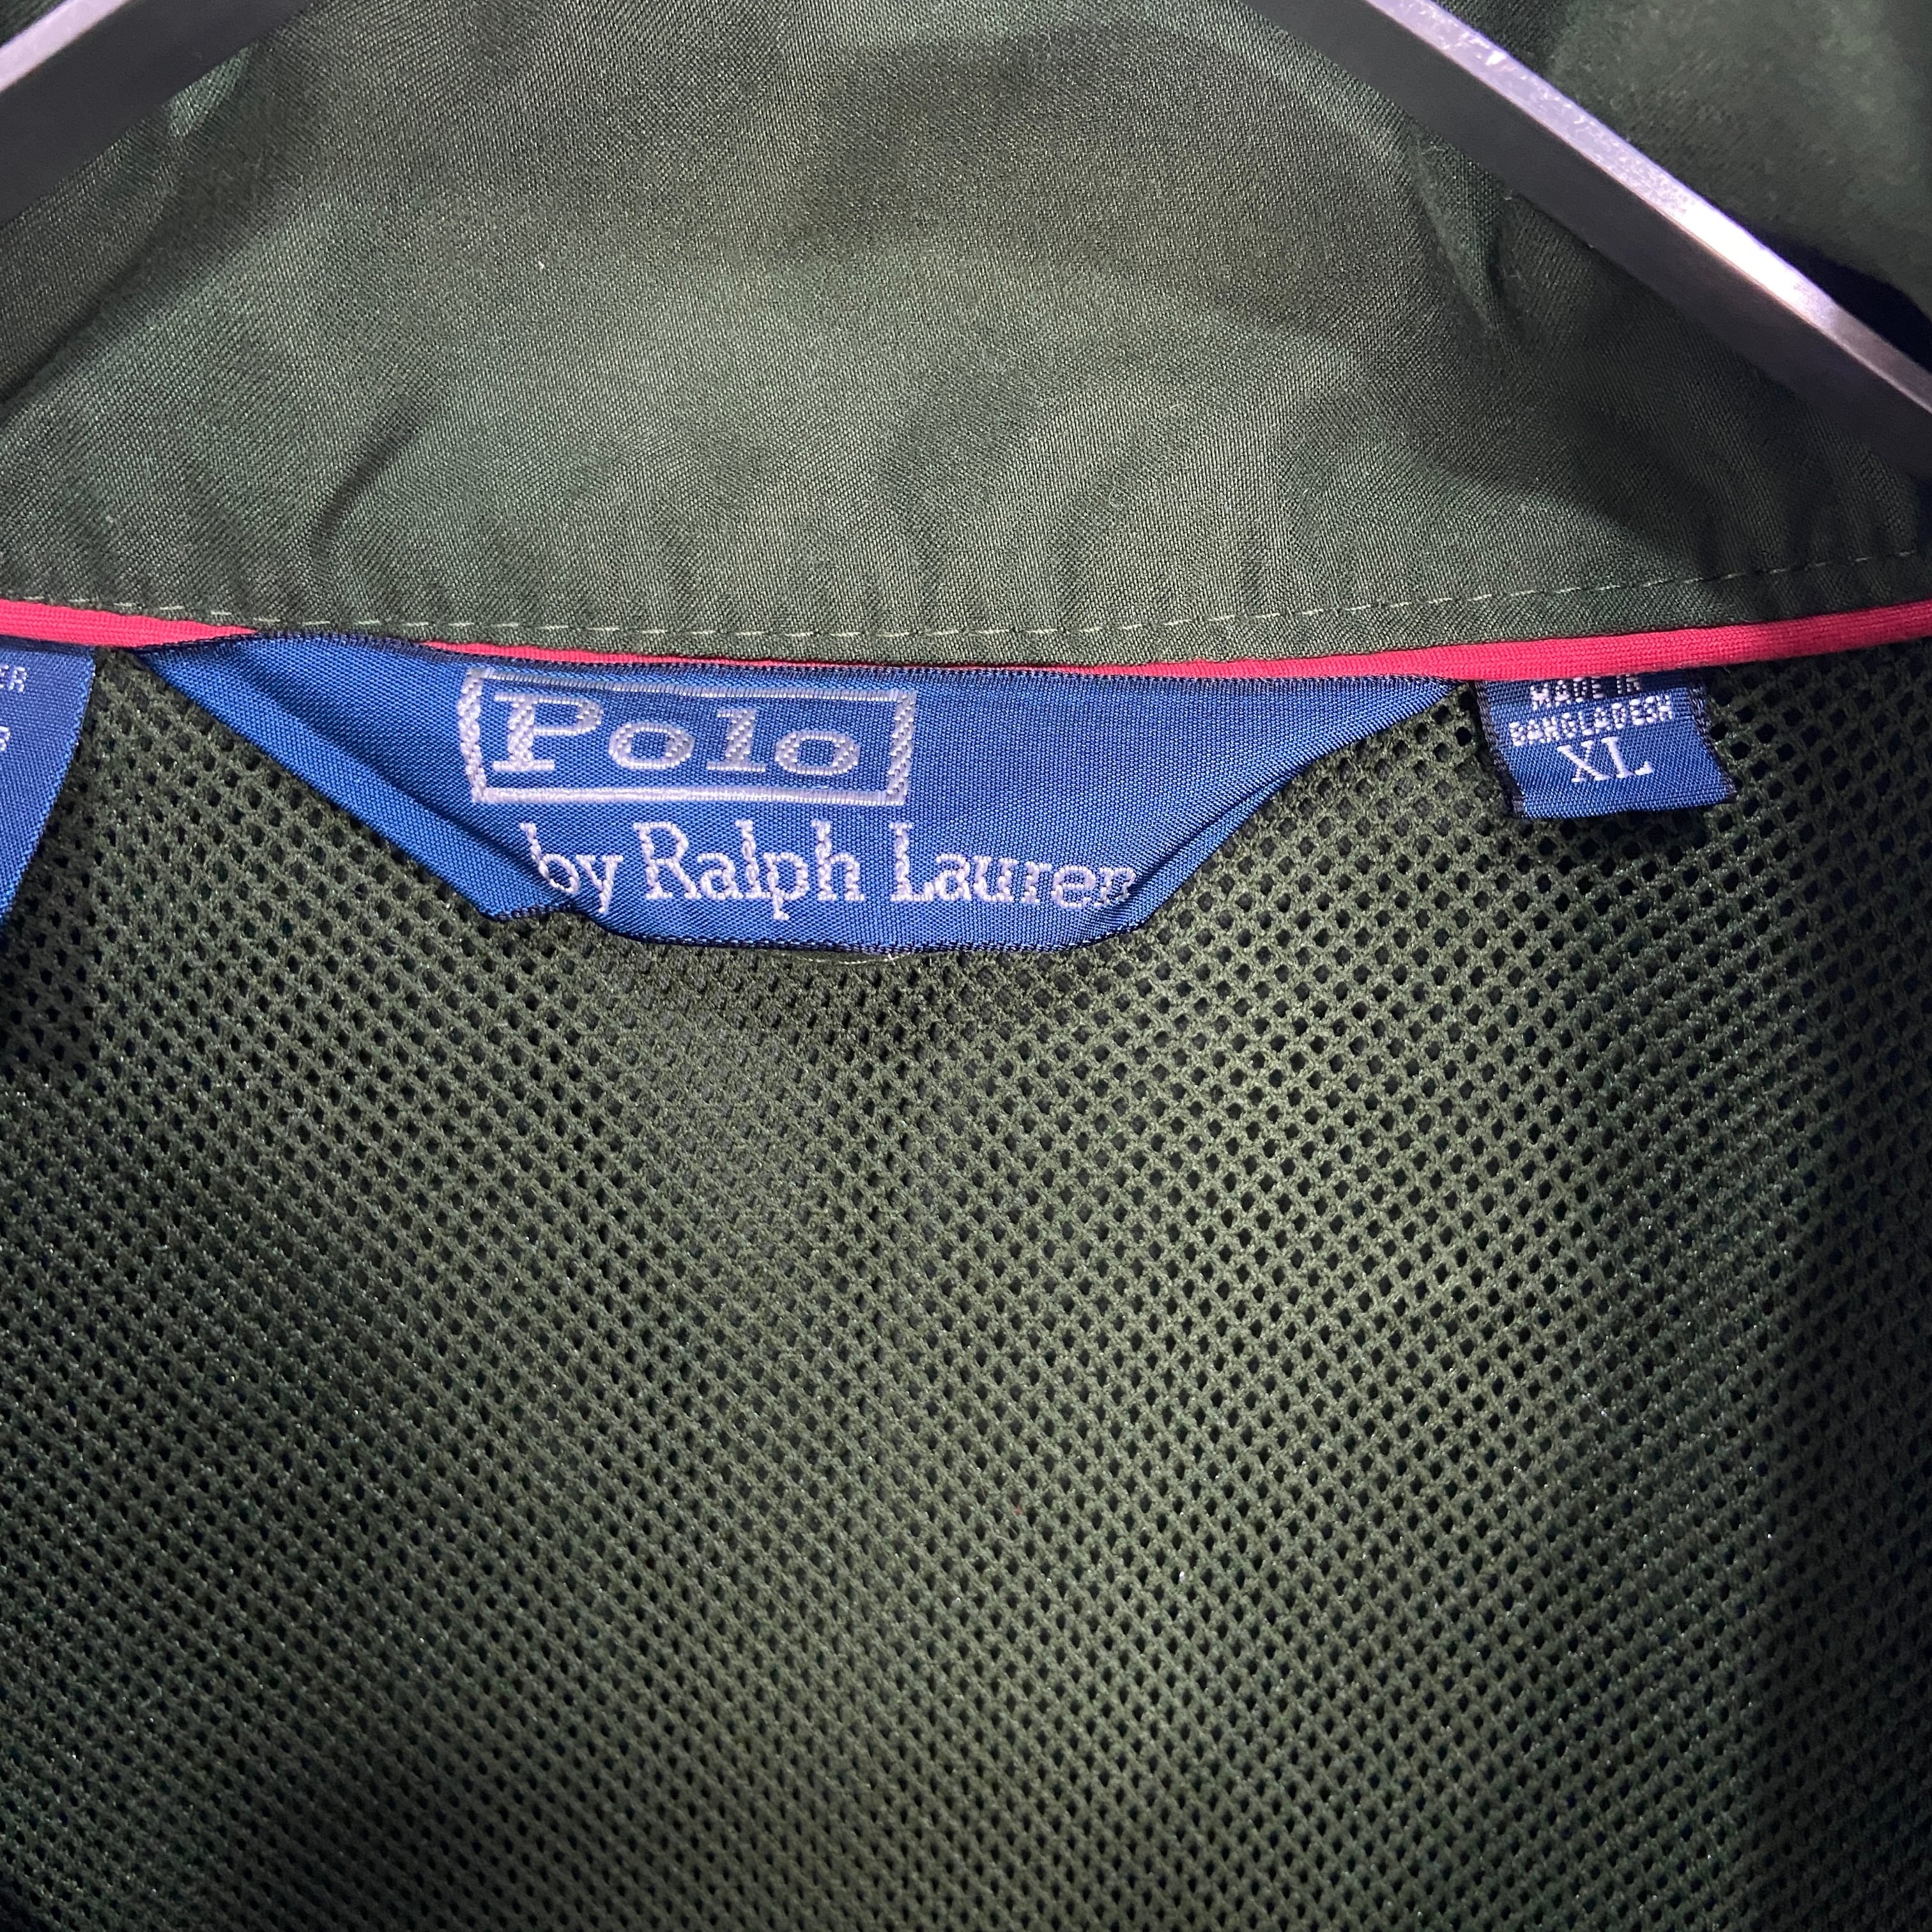 Polo
by Ralph Lauren
MADE IN
BANGLADESH
XL